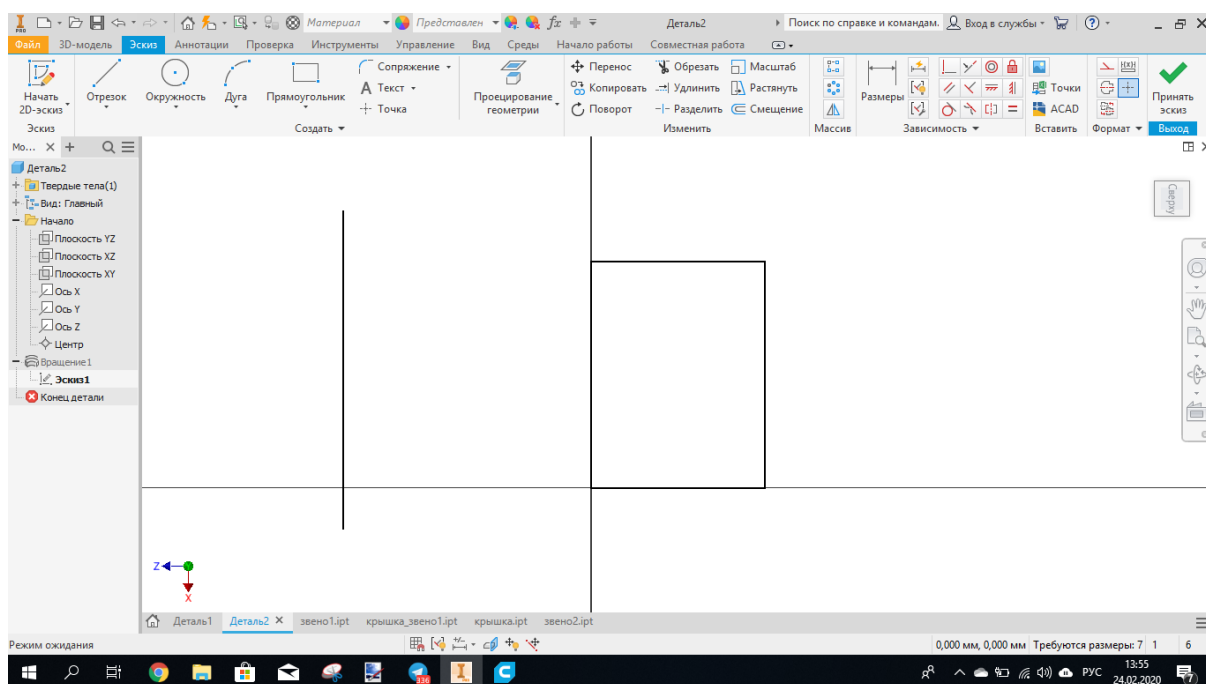 PRO Материал Представлен fx Деталь2 Поиск по справке и командам. Вход в службы ?
Файл 3D-модель Эскиз Аннотации Проверка Инструменты Управление Вид Среды Начало работы Совместная работа
Сопряжение Перенос Обрезать Масштаб
A Текст Копировать Удлинить Растянуть Точки
Точка Поворот Разделить Смещение ACAD
Начать 2D-эскиз
Отрезок
Окружность
Дуга
Прямоугольник
Проецирование геометрии
Размеры
Принять эскиз
Эскиз Создать Изменить Массив Зависимость Вставить Формат Выход
Мо... × +
Деталь2
Твердые тела(1)
Вид: Главный
Начало
Плоскость YZ
Плоскость XZ
Плоскость XY
Ось X
Ось Y
Ось Z
Центр
Вращение1
Эскиз1
Конец детали
Сверху
Z
X
Деталь1 Деталь2 × звено1.ipt крышка_звено1.ipt крышка.ipt звено2.ipt
Режим ожидания 0,000 мм, 0,000 мм Требуются размеры: 7 1 6
336
РУС 13:55
24.02.2020 7